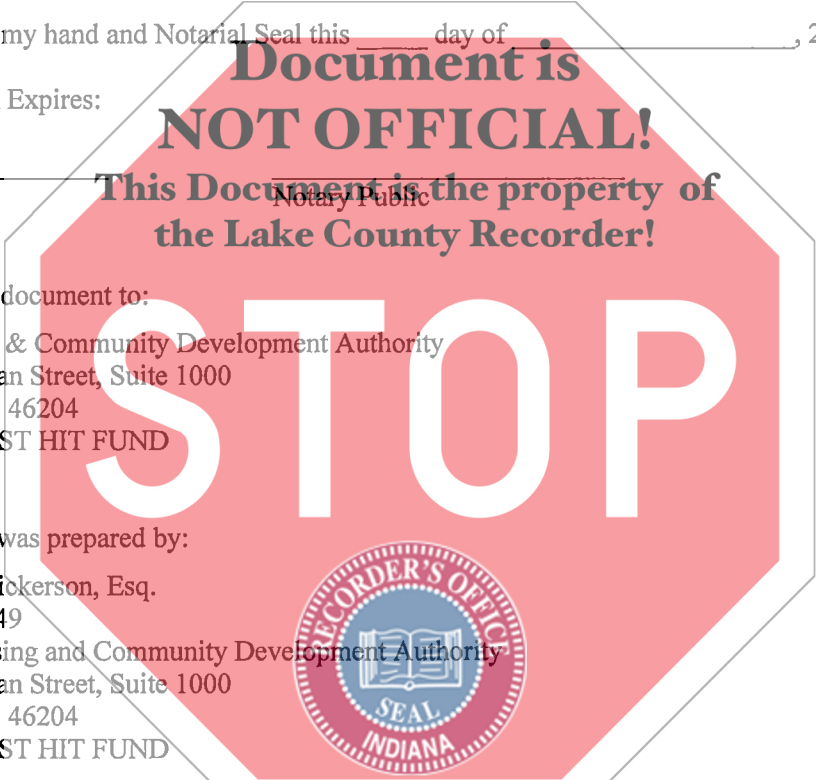 my hand and Notarial Seal this _____ day of ____________________, 2
Document is
Expires:
NOT OFFICIAL!
This Document is the property of
Notary Public
the Lake County Recorder!
document to:
& Community Development Authority
an Street, Suite 1000
46204
ST HIT FUND
STOP
was prepared by:
ickerson, Esq.
49
sing and Community Development Authority
an Street, Suite 1000
46204
ST HIT FUND
RECORDER'S OFFICE
SEAL
INDIANA